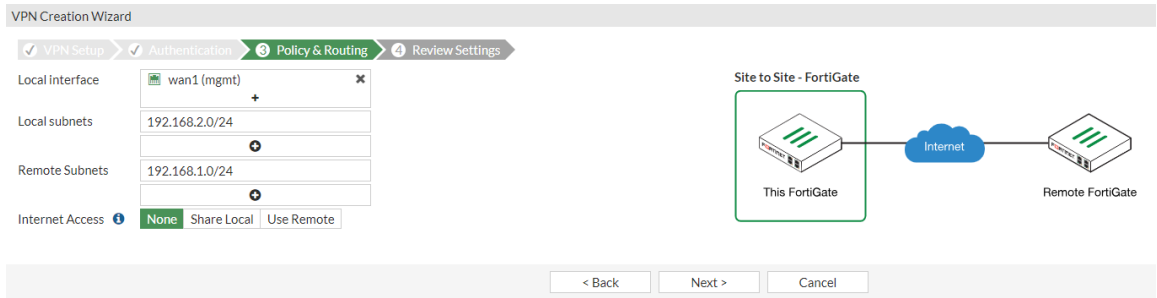 VPN Creation Wizard
VPN Setup
Authentication
3 Policy & Routing
4 Review Settings
Local interface
wan1 (mgmt)
Local subnets
192.168.2.0/24
Remote Subnets
192.168.1.0/24
Internet Access
None
Share Local
Use Remote
Site to Site - FortiGate
FORTINET
This FortiGate
Internet
FORTINET
Remote FortiGate
< Back
Next >
Cancel